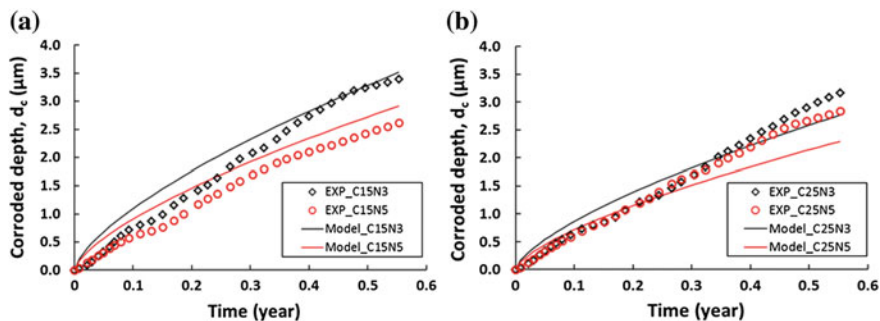 (a)
Corroded depth, dc (μm)
4.0
3.5
3.0
2.5
2.0
1.5
1.0
0.5
0.0
EXP_C15N3
EXP_C15N5
Model_C15N3
Model_C15N5
0 0.1 0.2 0.3 0.4 0.5 0.6
Time (year)
(b)
Corroded depth, dc (μm)
4.0
3.5
3.0
2.5
2.0
1.5
1.0
0.5
0.0
EXP_C25N3
EXP_C25N5
Model_C25N3
Model_C25N5
0 0.1 0.2 0.3 0.4 0.5 0.6
Time (year)